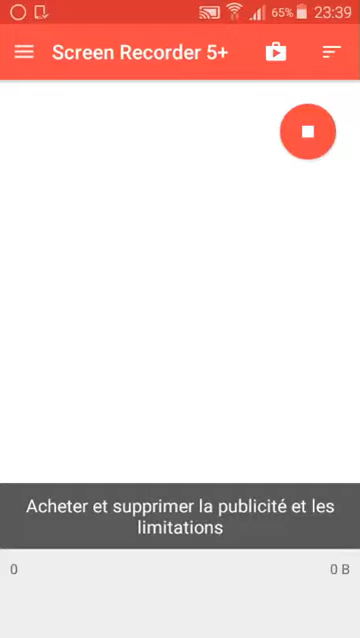 65% 23:39
Screen Recorder 5+
Acheter et supprimer la publicité et les
limitations
0 0 B